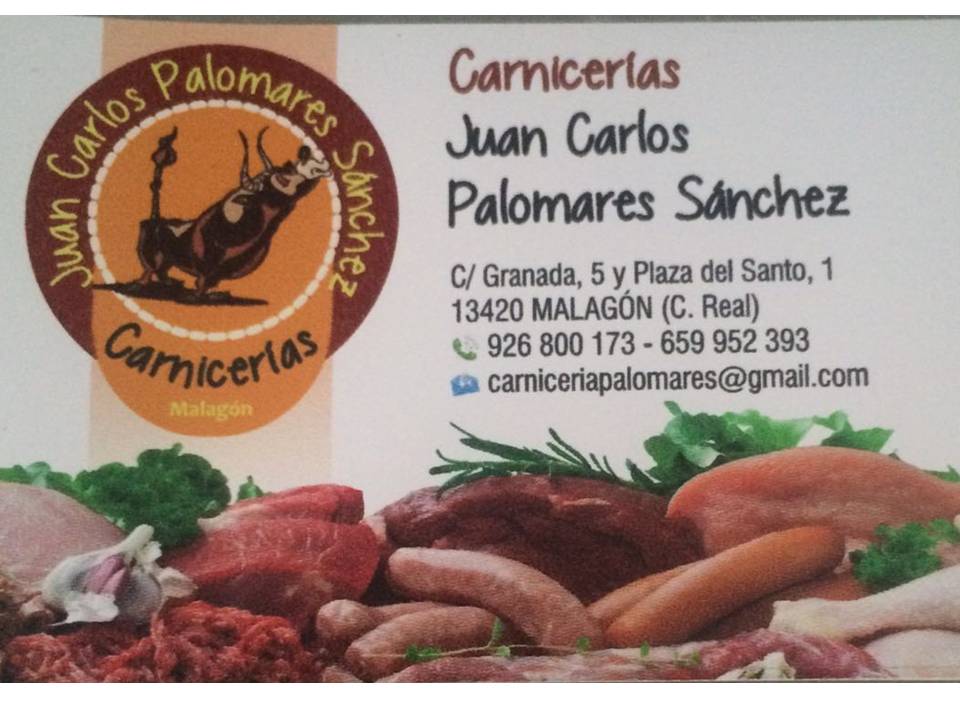 Juan Carlos Palomares Sánchez
Carnicerías
Malagón
Carnicerías
Juan Carlos
Palomares Sánchez
C/ Granada, 5 y Plaza del Santo, 1
13420 MALAGÓN (C. Real)
926 800 173 - 659 952 393
carniceriapalomares@gmail.com